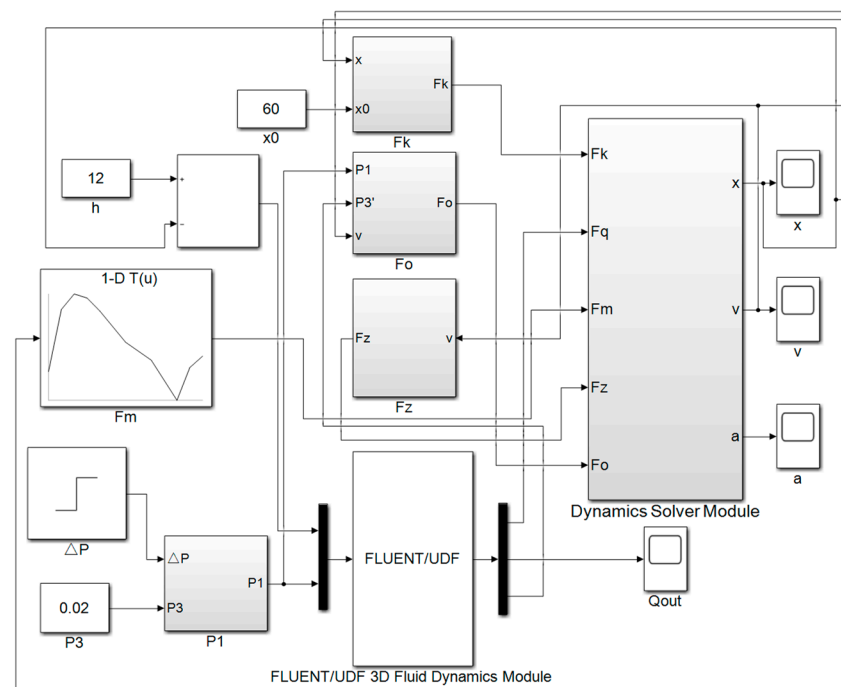 x
Fk
x0
Fk
60
x0
12
h
+
−
P1
P3'
Fo
v
Fo
1-D T(u)
Fm
Fz
v
Fz
Fk
Fq
Fm
Fz
Fo
x
v
a
Dynamics Solver Module
x
v
a
△P
△P
P1
P3
P1
0.02
P3
FLUENT/UDF
FLUENT/UDF 3D Fluid Dynamics Module
Qout